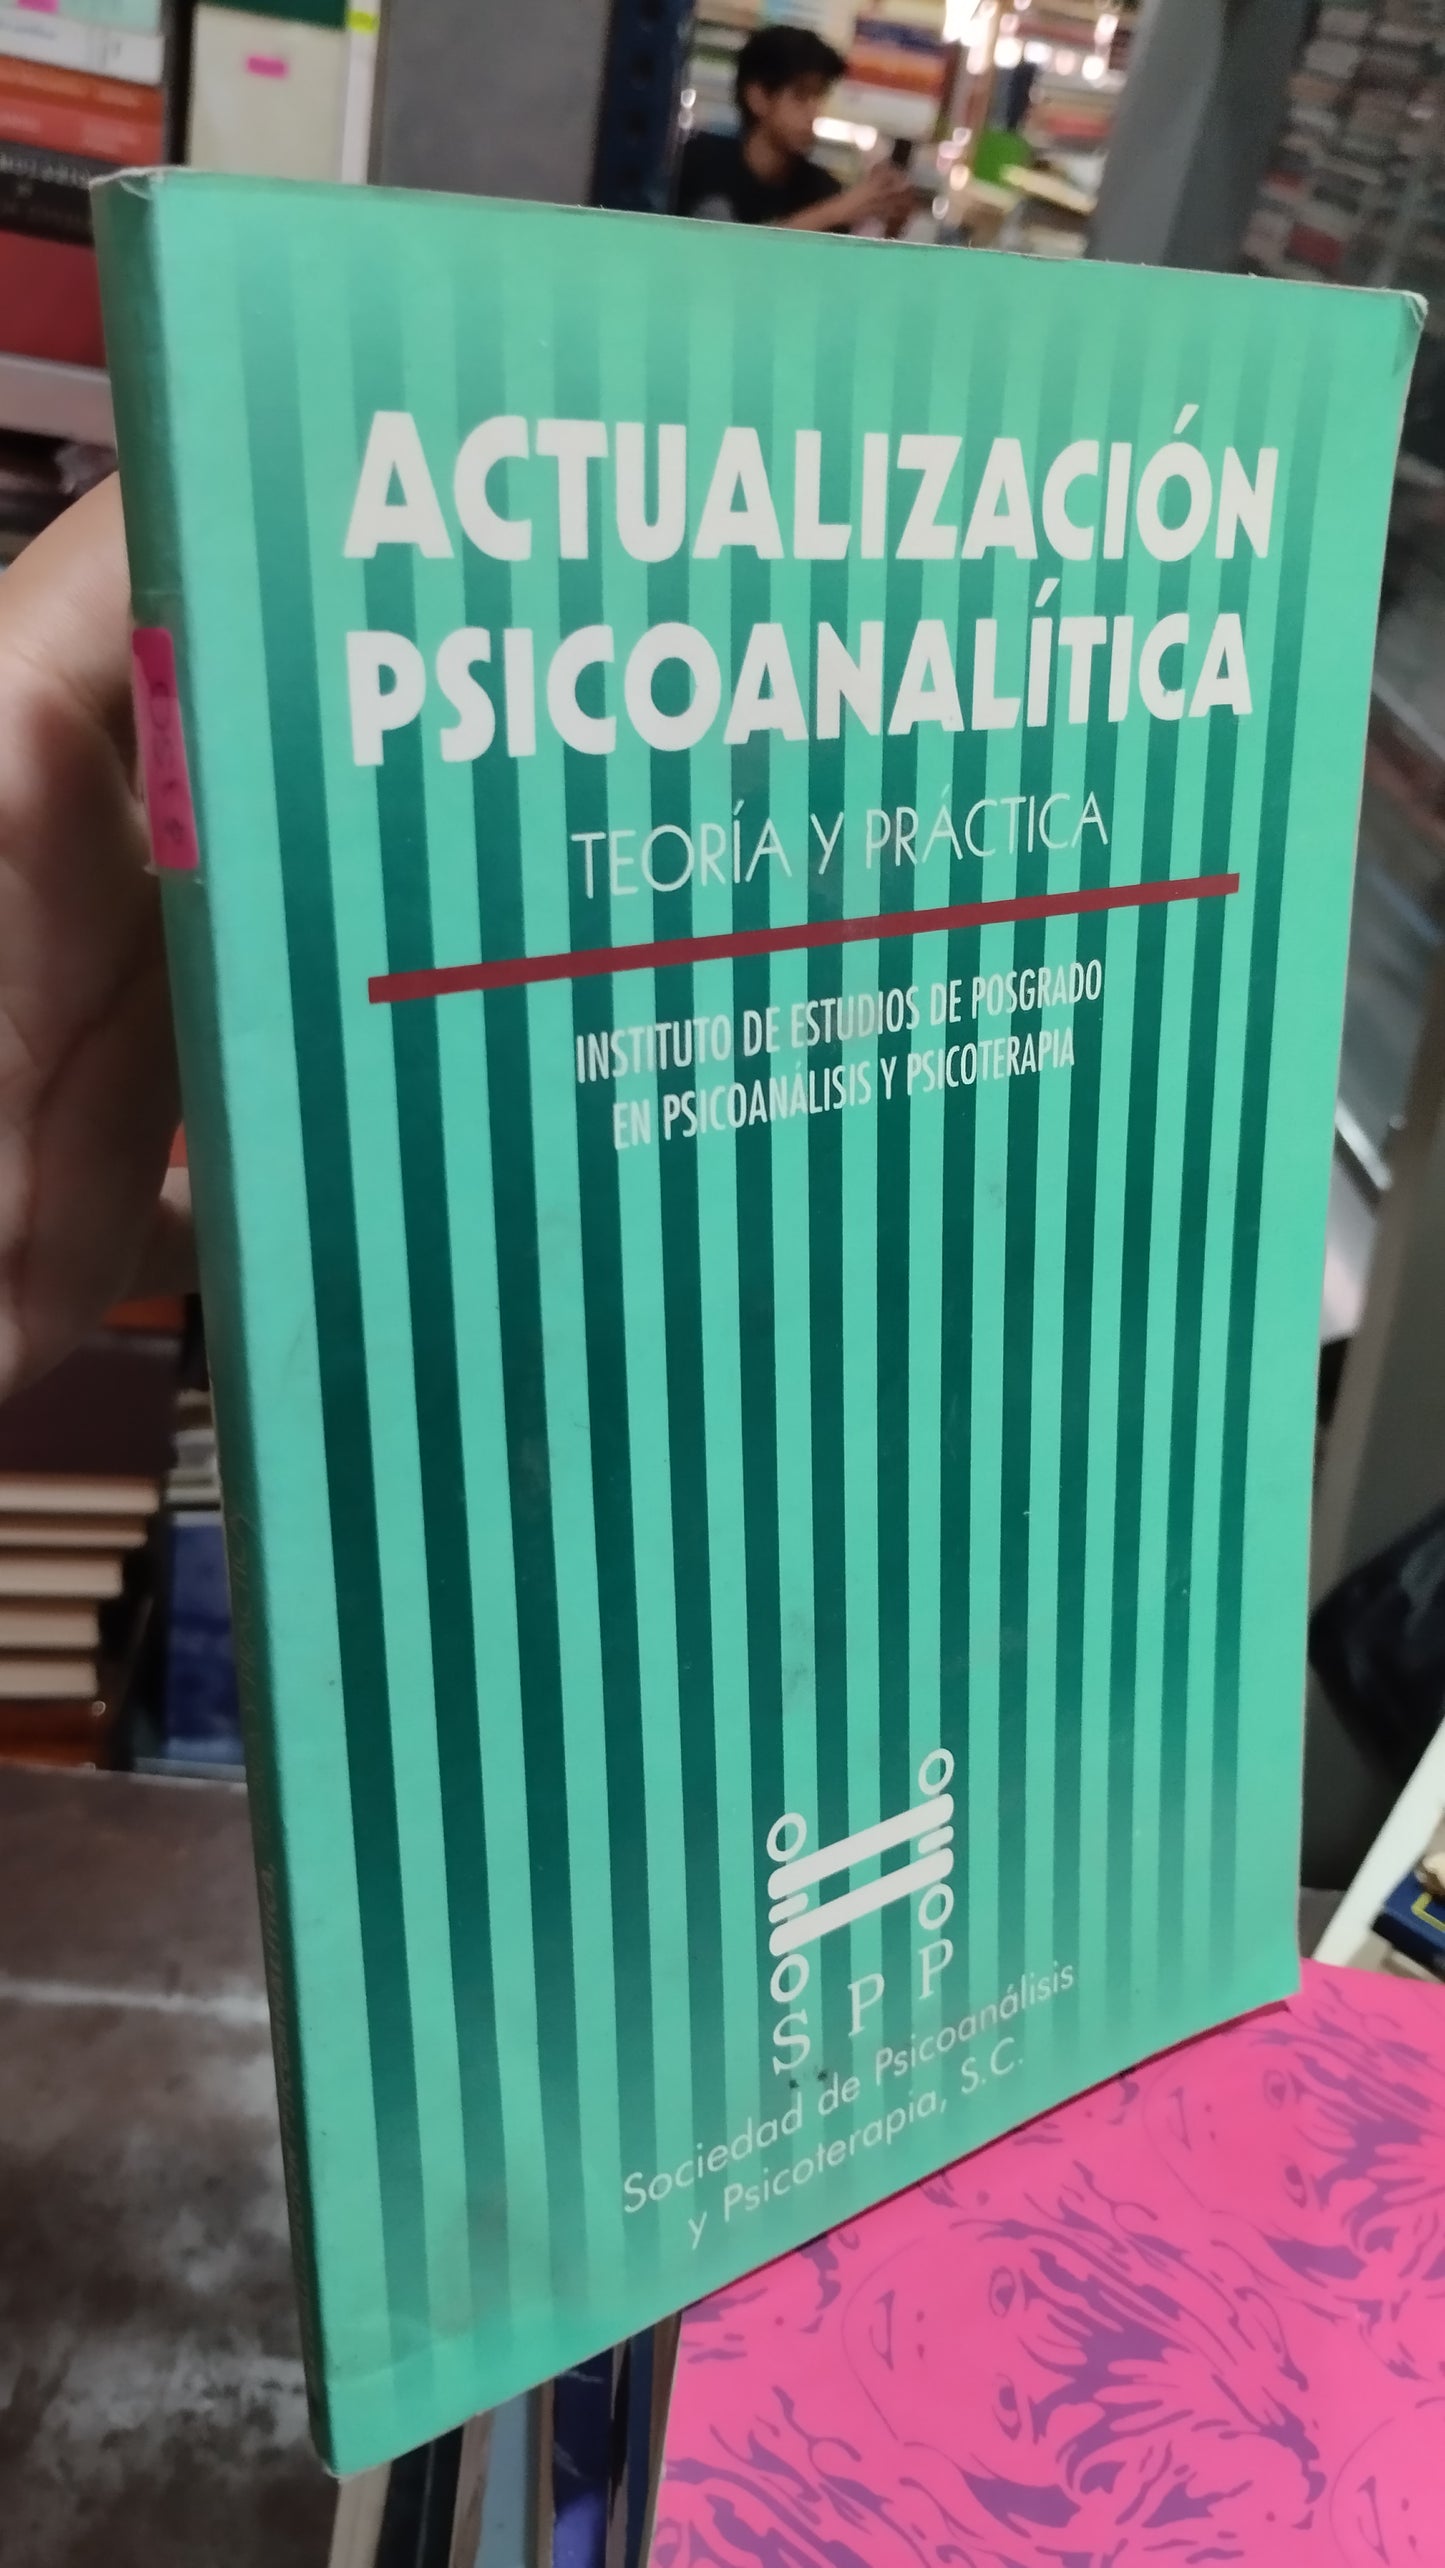 ACTUALIZACIÓN
PSICOANALÍTICA
TEORÍA Y PRÁCTICA
INSTITUTO DE ESTUDIOS DE POSGRADO
EN PSICOANÁLISIS Y PSICOTERAPIA
S P P
Sociedad de Psicoanálisis
y Psicoterapia, S.C.